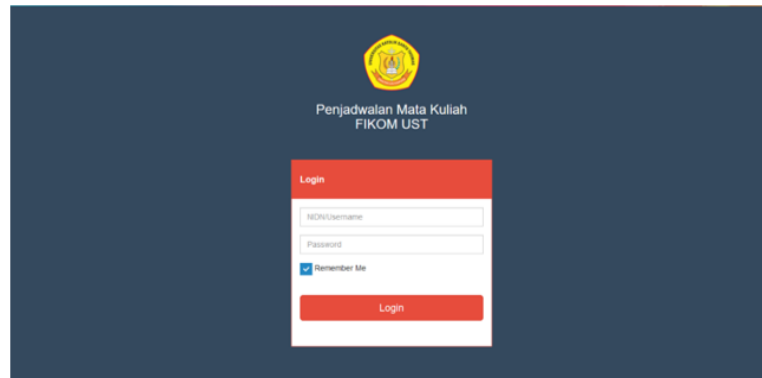 Penjadwalan Mata Kuliah
FIKOM UST
Login
NIDN/Username
Password
Remember Me
Login